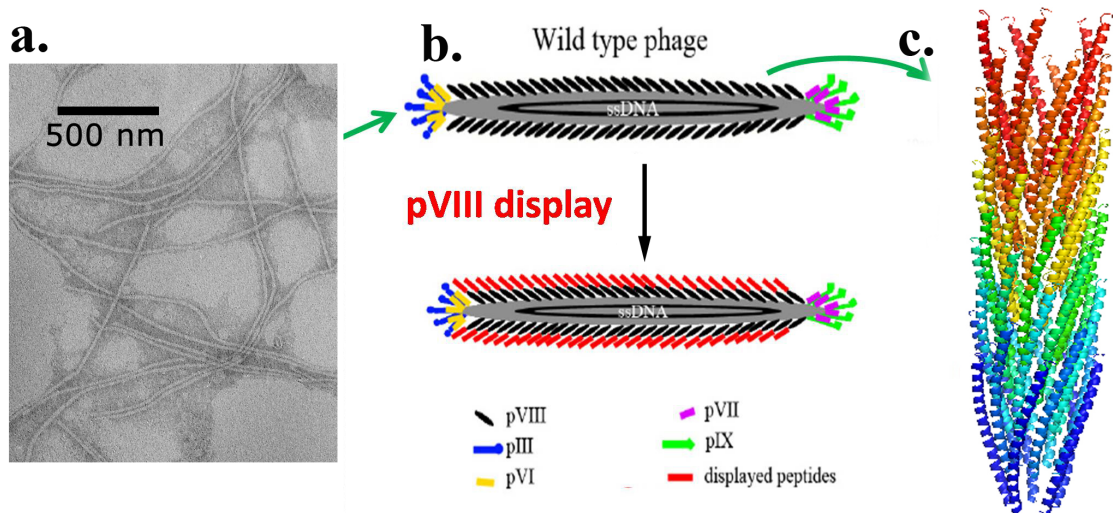 a.
500 nm
b.
Wild type phage
ssDNA
pVIII display
ssDNA
pVIII
pIII
pVI
pVII
pIX
displayed peptides
c.